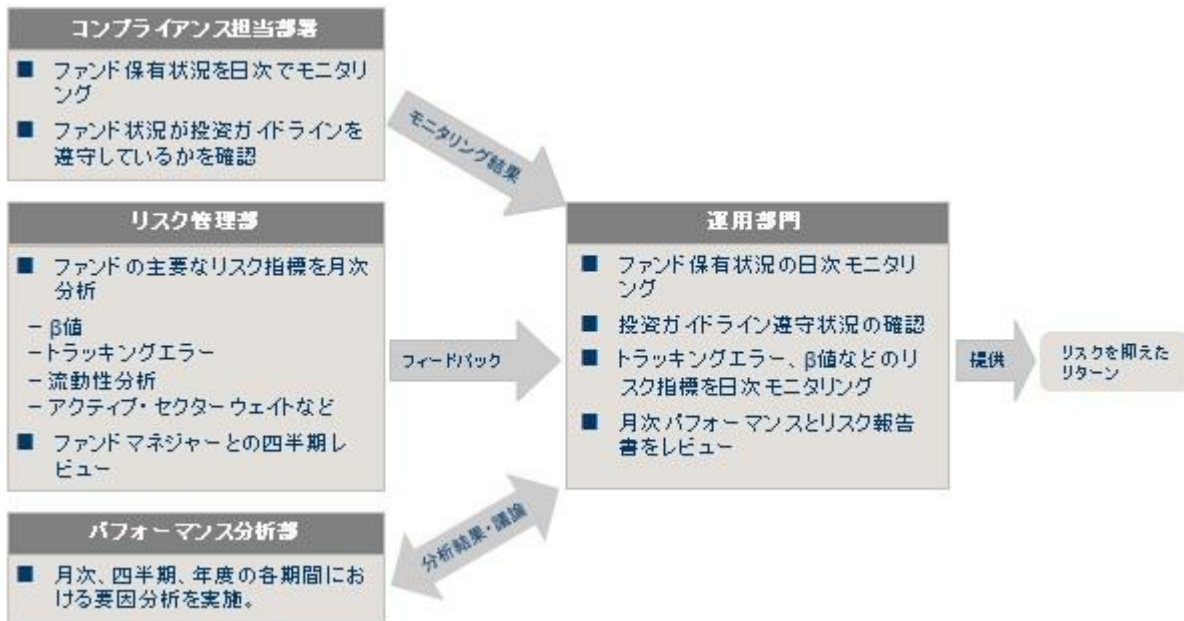 コンプライアンス担当部署
■ ファンド保有状況を日次でモニタリ
ング
■ ファンド状況が投資ガイドラインを
遵守しているかを確認
モニタリング結果
リスク管理部
■ ファンドの主要なリスク指標を月次
分析
－β値
－トラッキングエラー
－流動性分析
－アクティブ・セクターウェイトなど
■ ファンドマネジャーとの四半期レ
ビュー
フィードバック
パフォーマンス分析部
■ 月次、四半期、年度の各期間にお
ける要因分析を実施。
分析結果・議論
運用部門
■ ファンド保有状況の日次モニタリ
ング
■ 投資ガイドライン遵守状況の確認
■ トラッキングエラー、β値などのリ
スク指標を日次モニタリング
■ 月次パフォーマンスとリスク報告
書をレビュー
提供
リスクを抑えた
リターン